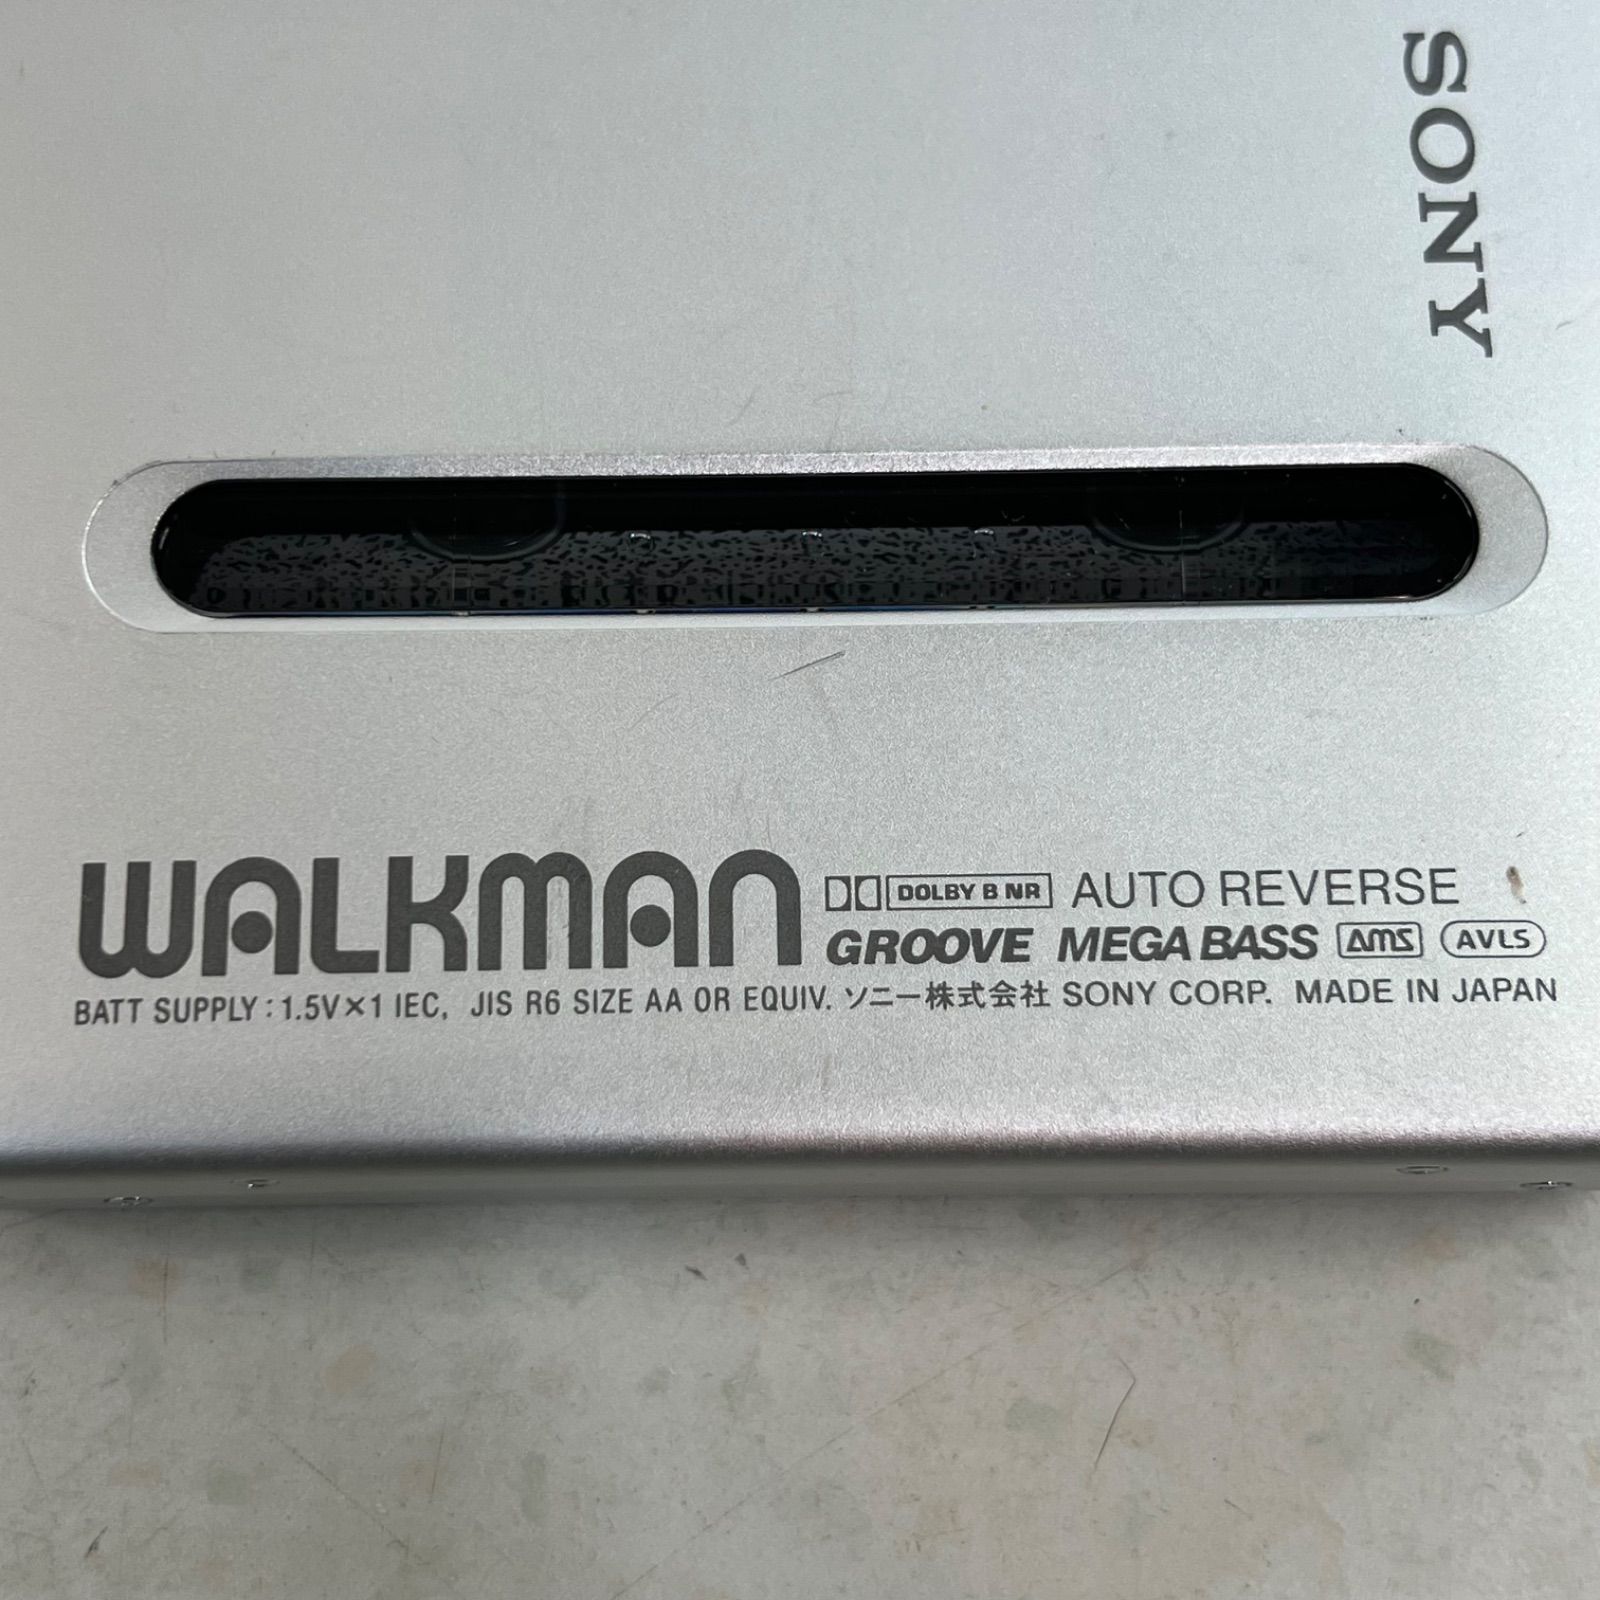 SONY
WALKMAN
DOLBY B NR AUTO REVERSE
GROOVE MEGA BASS AMS AVLS
BATT SUPPLY : 1.5V×1 IEC, JIS R6 SIZE AA OR EQUIV. ソニー株式会社 SONY CORP. MADE IN JAPAN